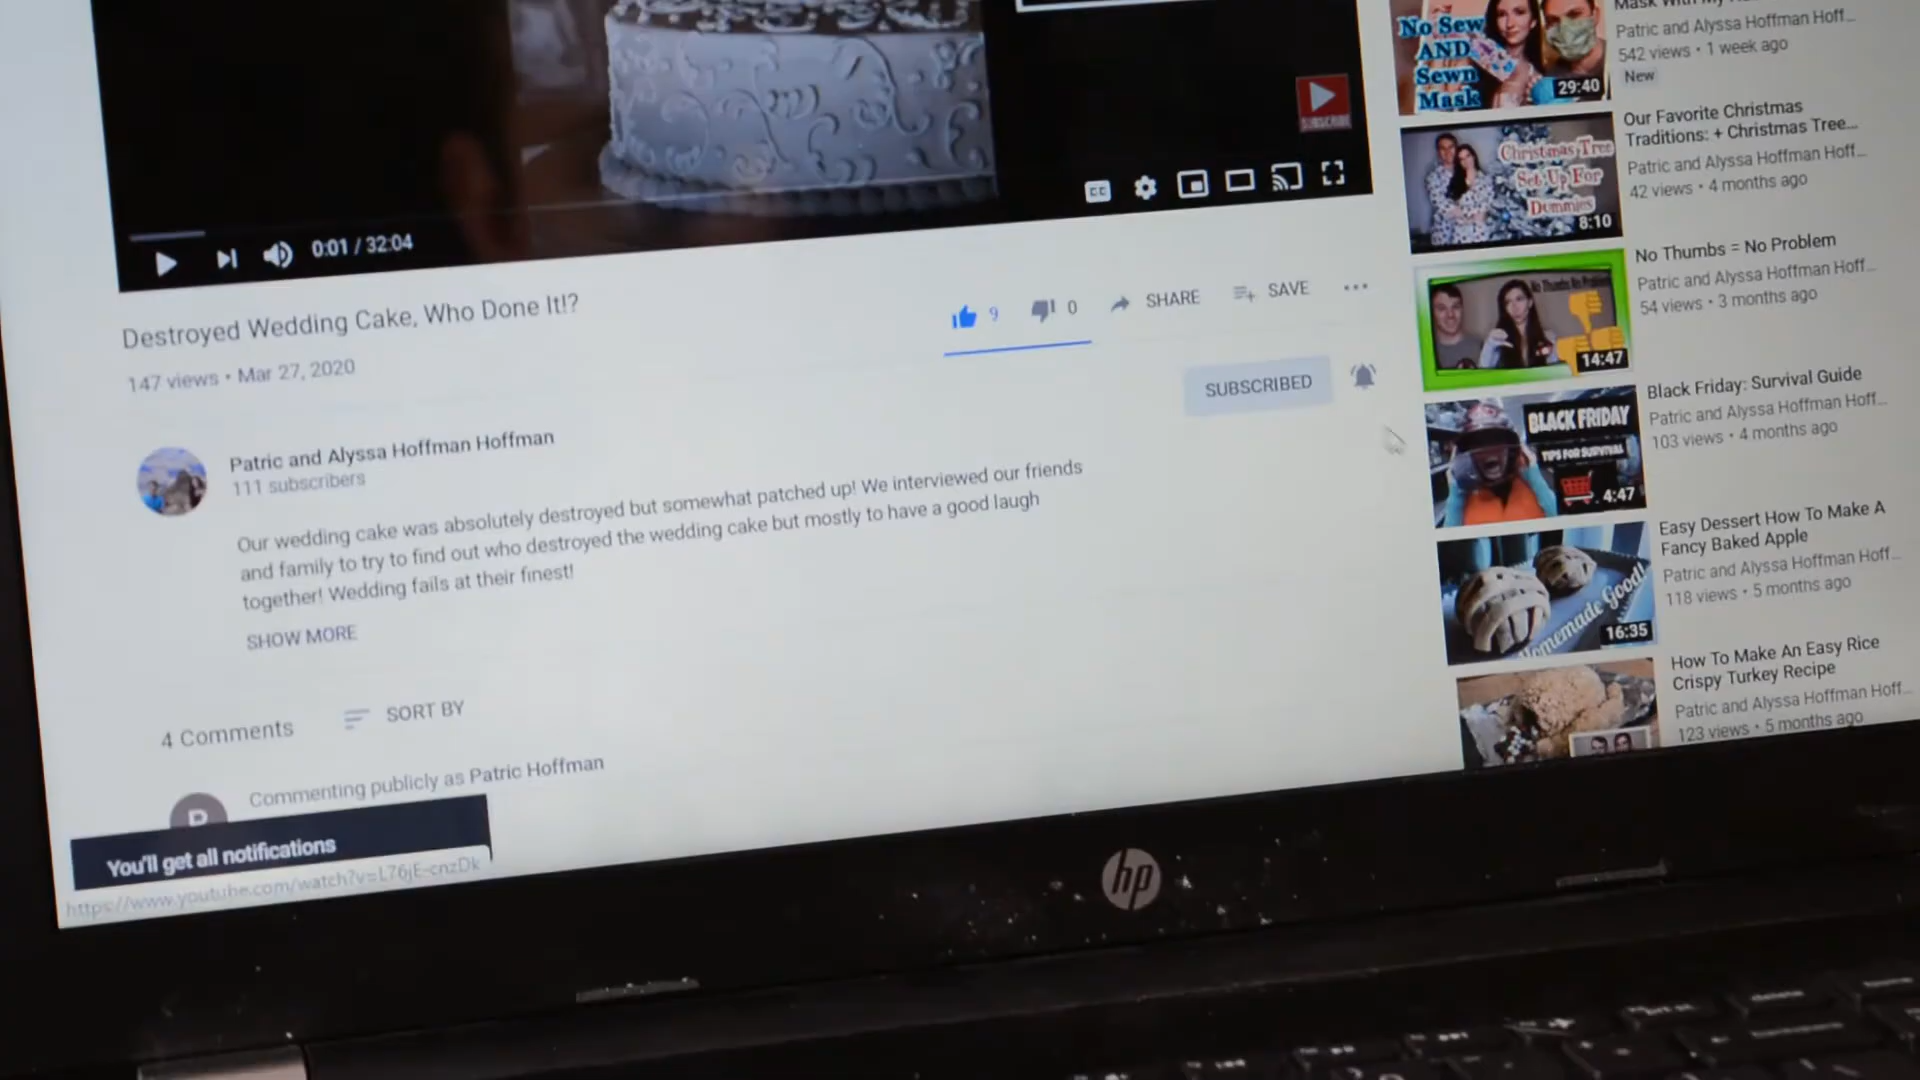 0:01 / 32:04
SUBSCRIBE
Destroyed Wedding Cake, Who Done It!?
147 views • Mar 27, 2020
9
0
SHARE
SAVE
SUBSCRIBED
Patric and Alyssa Hoffman Hoffman
111 subscribers
Our wedding cake was absolutely destroyed but somewhat patched up! We interviewed our friends
and family to try to find out who destroyed the wedding cake but mostly to have a good laugh
together! Wedding fails at their finest!
SHOW MORE
4 Comments
SORT BY
P
Commenting publicly as Patric Hoffman
You'll get all notifications
https://www.youtube.com/watch?v=L76jE-cnzDk
No Sew
AND
Sewn
Mask
29:40
Patric and Alyssa Hoffman Hoff...
542 views • 1 week ago
New
Christmas Tree
Set Up For
Dummies
8:10
Our Favorite Christmas
Traditions: + Christmas Tree...
Patric and Alyssa Hoffman Hoff...
42 views • 4 months ago
No Thumbs No Problem
14:47
No Thumbs = No Problem
Patric and Alyssa Hoffman Hoff...
54 views • 3 months ago
BLACK FRIDAY
TIPS FOR SURVIVAL
4:47
Black Friday: Survival Guide
Patric and Alyssa Hoffman Hoff...
103 views • 4 months ago
Homemade Good!
16:35
Easy Dessert How To Make A
Fancy Baked Apple
Patric and Alyssa Hoffman Hoff...
118 views • 5 months ago
How To Make An Easy Rice
Crispy Turkey Recipe
Patric and Alyssa Hoffman Hoff...
123 views • 5 months ago
hp